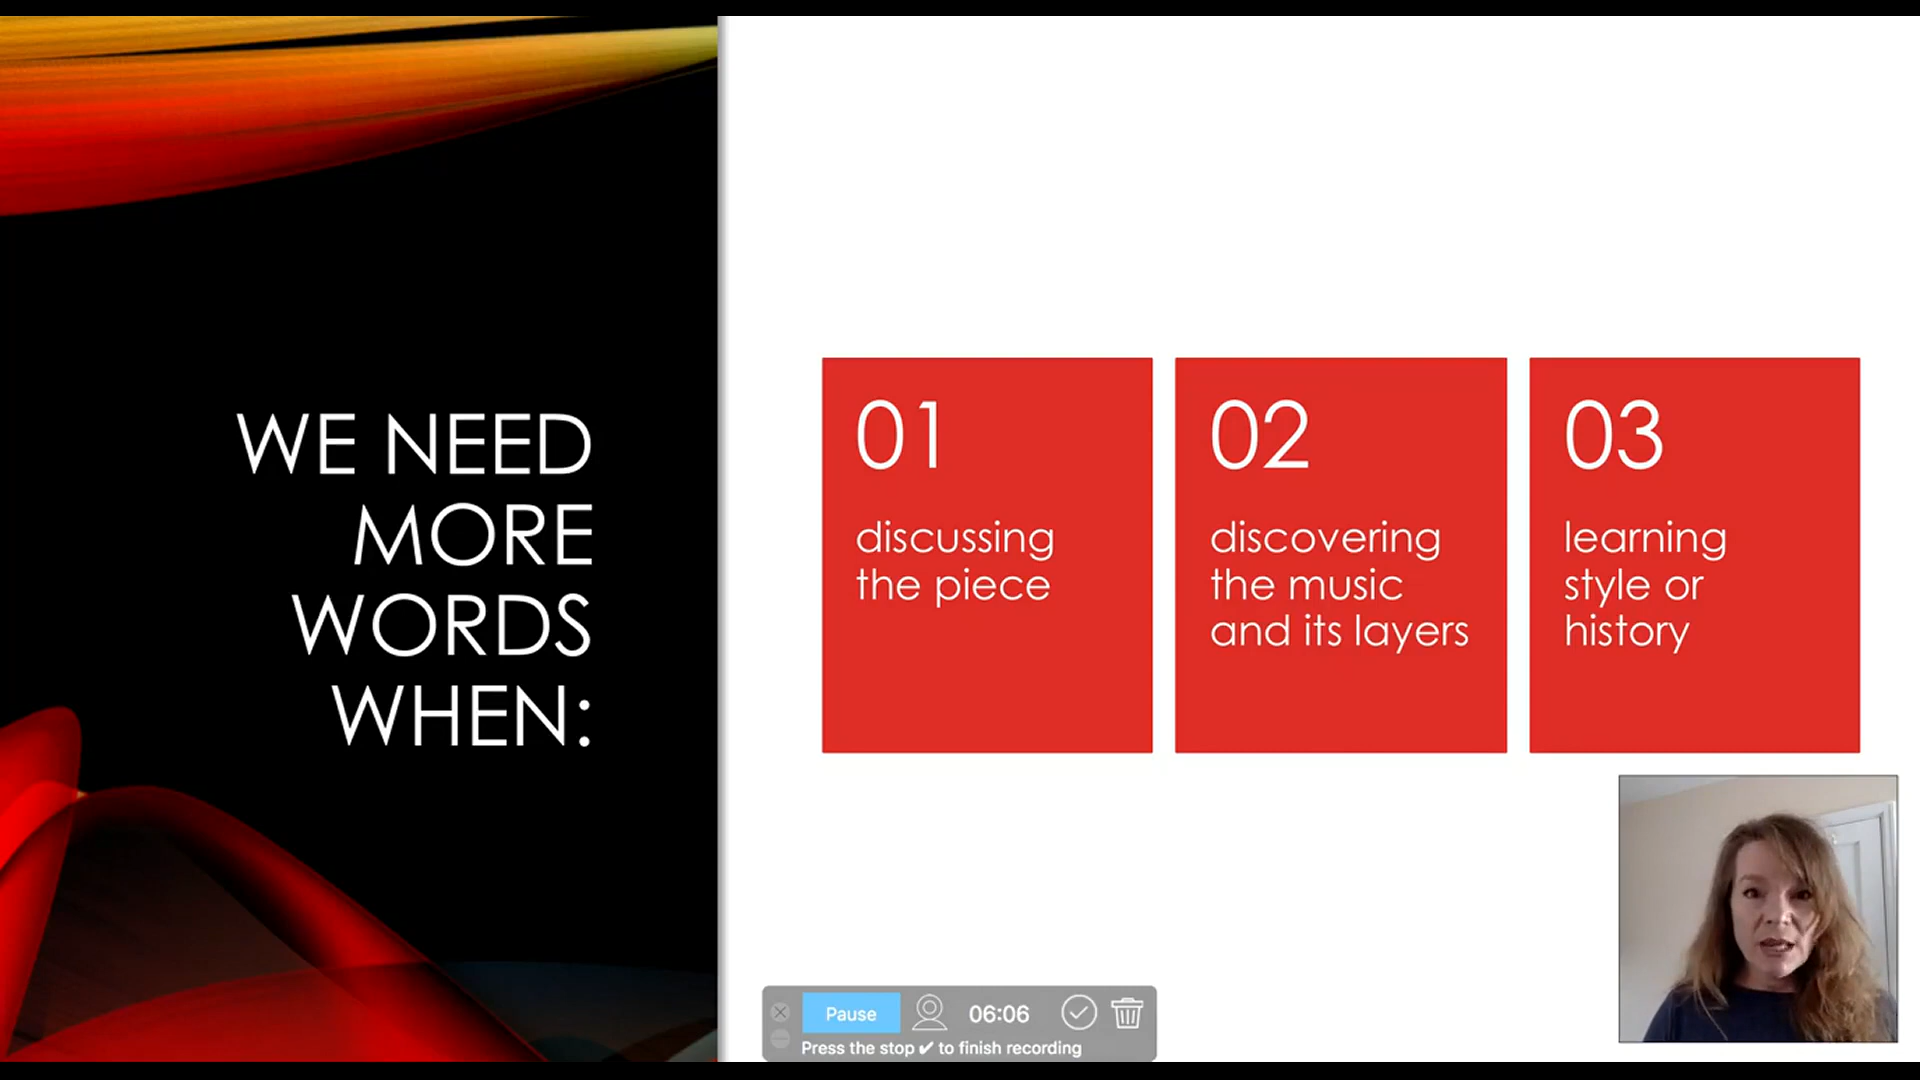 WE NEED
MORE
WORDS
WHEN:
01
discussing
the piece
02
discovering
the music
and its layers
03
learning
style or
history
Pause
06:06
Press the stop ✔ to finish recording